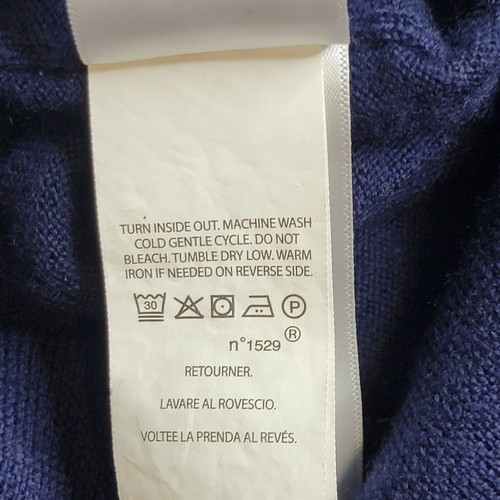 TURN INSIDE OUT. MACHINE WASH
COLD GENTLE CYCLE. DO NOT
BLEACH. TUMBLE DRY LOW. WARM
IRON IF NEEDED ON REVERSE SIDE.
30 P
n°1529 ®
RETOURNER.
LAVARE AL ROVESCIO.
VOLTEE LA PRENDA AL REVÉS.